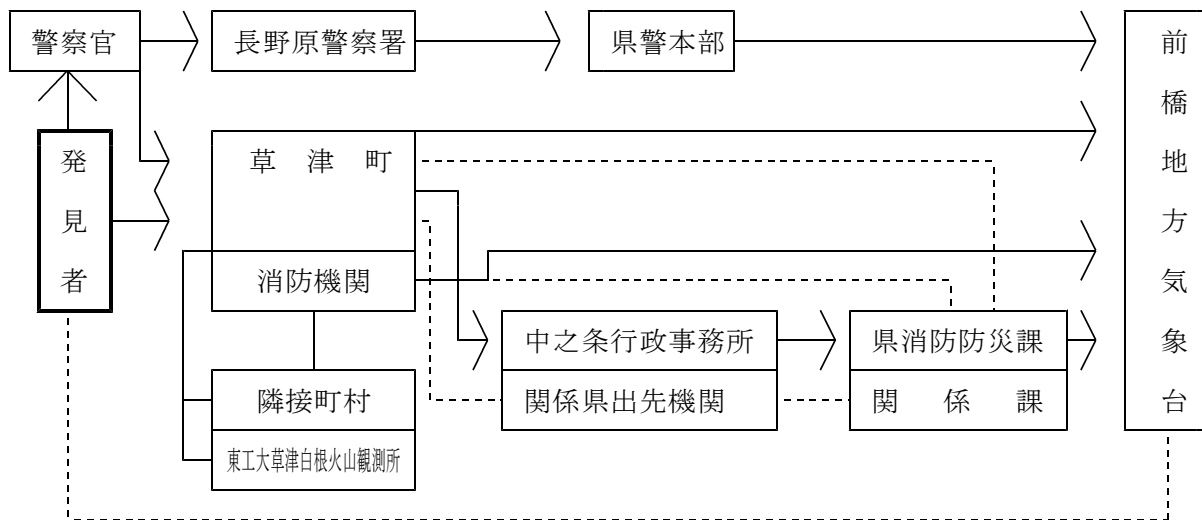 警察官
長野原警察署
県警本部
前橋地方気象台
発見者
草津町
消防機関
中之条行政事務所
県消防防災課
隣接町村
関係県出先機関
関係課
東工大草津白根火山観測所